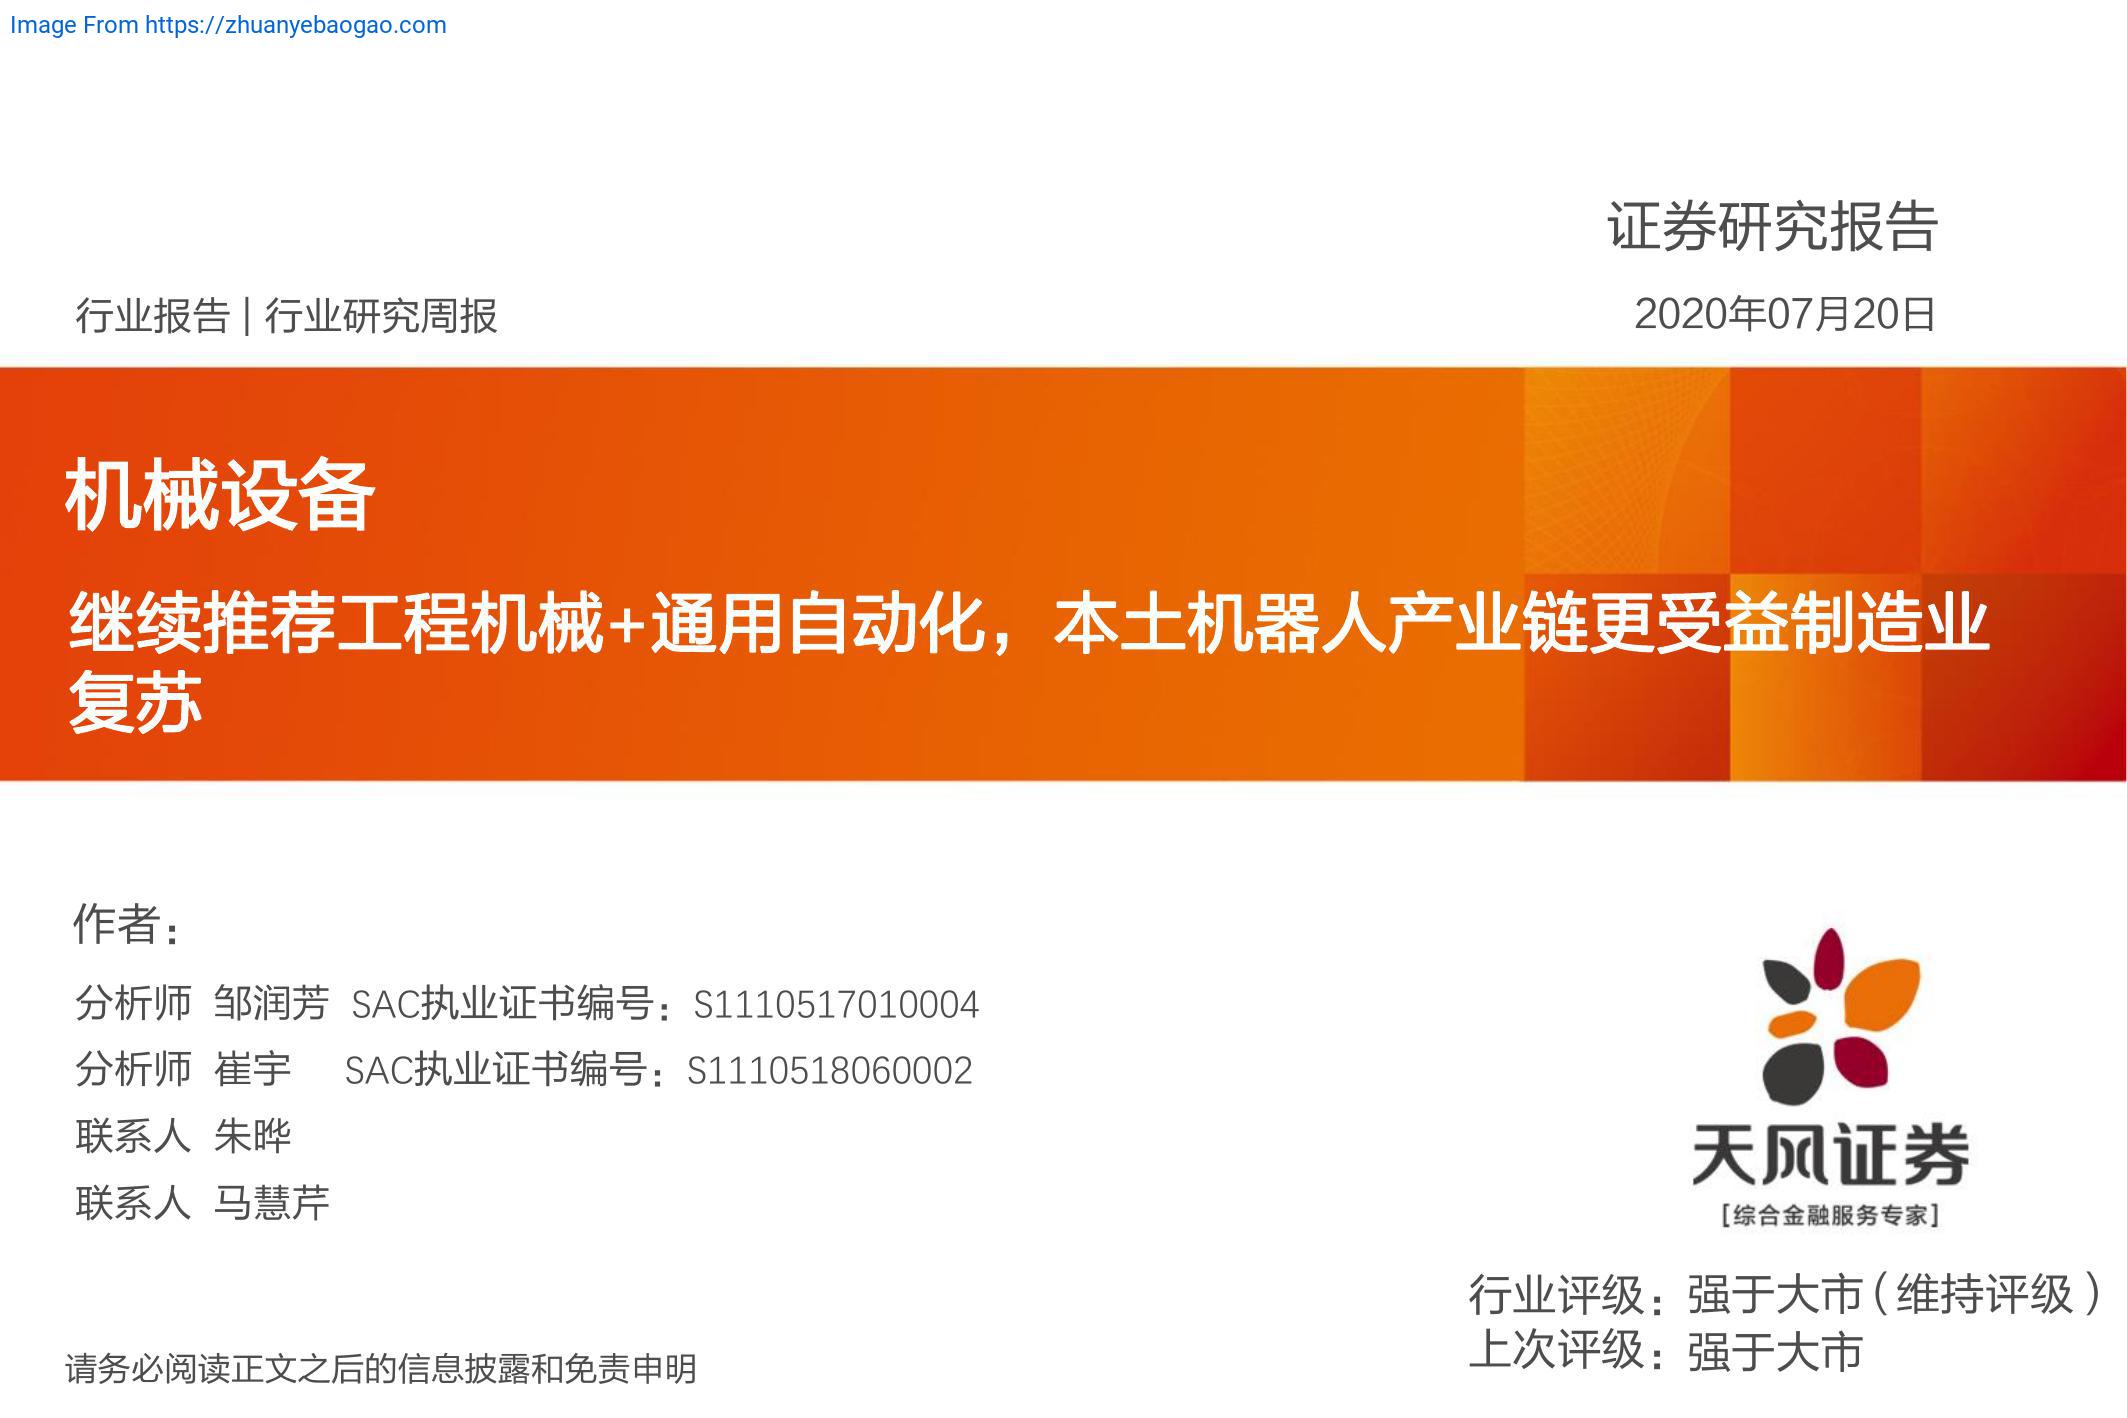 Image From https://zhuanyebaogao.com
证券研究报告
行业报告 | 行业研究周报
2020年07月20日
机械设备
继续推荐工程机械+通用自动化，本土机器人产业链更受益制造业
复苏
作者：
分析师 邹润芳 SAC执业证书编号：S1110517010004
分析师 崔宇 SAC执业证书编号：S1110518060002
联系人 朱晔
联系人 马慧芹
天风证券
[综合金融服务专家]
行业评级：强于大市（维持评级）
上次评级：强于大市
请务必阅读正文之后的信息披露和免责申明